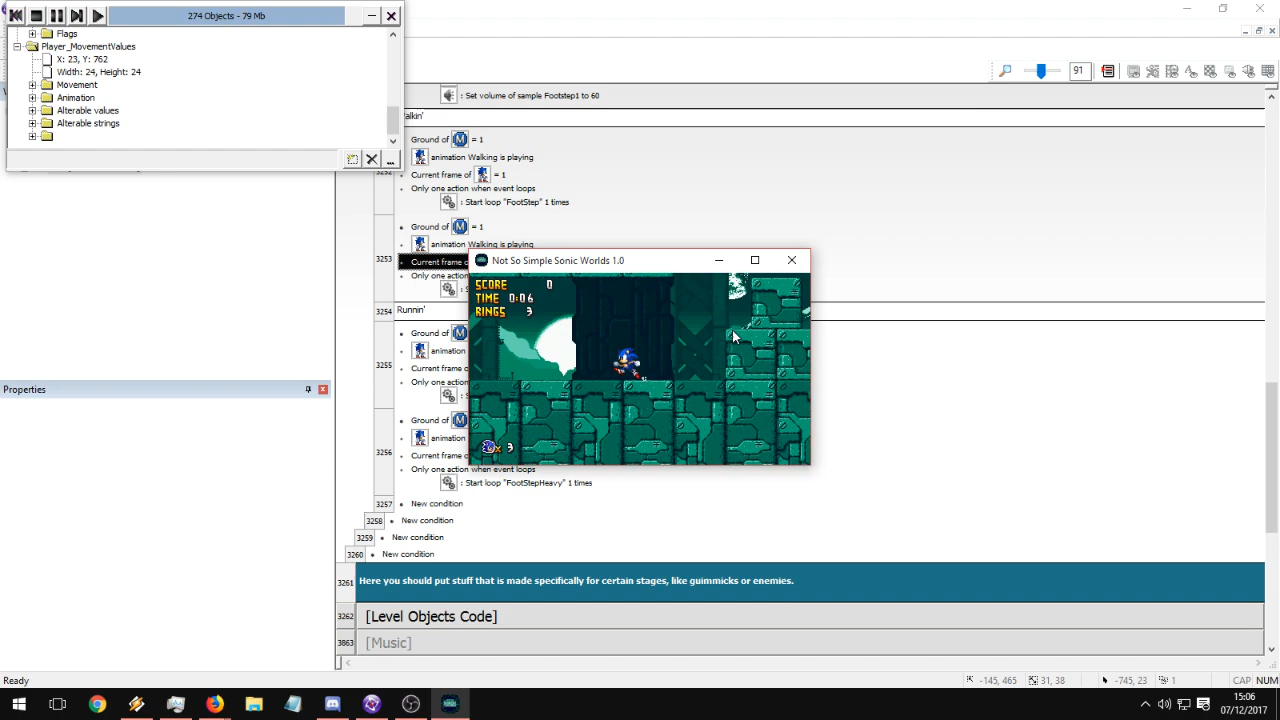 274 Objects - 79 Mb
Flags
Player_MovementValues
X: 23, Y: 762
Width: 24, Height: 24
Movement
Animation
Alterable values
Alterable strings
...
91
: Set volume of sample Footstep1 to 60
alkin'
3252
Ground of = 1
animation Walking is playing
Current frame of = 1
Only one action when event loops
: Start loop "FootStep" 1 times
3253
Ground of = 1
animation Walking is playing
Current frame
Only one action
: S
3254 Runnin'
3255
Ground of
animation
Current frame of
Only one action
: S
3256
Ground of
animation
Current frame of
Only one action when event loops
: Start loop "FootStepHeavy" 1 times
3257 New condition
3258 New condition
3259 New condition
3260 New condition
3261 Here you should put stuff that is made specifically for certain stages, like guimmicks or enemies.
3262 [Level Objects Code]
3863 [Music]
Not So Simple Sonic Worlds 1.0
SCORE 0
TIME 0:06
RINGS 3
x 3
Properties
Ready
-145, 465
31, 38
-745, 23
1
CAP NUM
15:06
07/12/2017